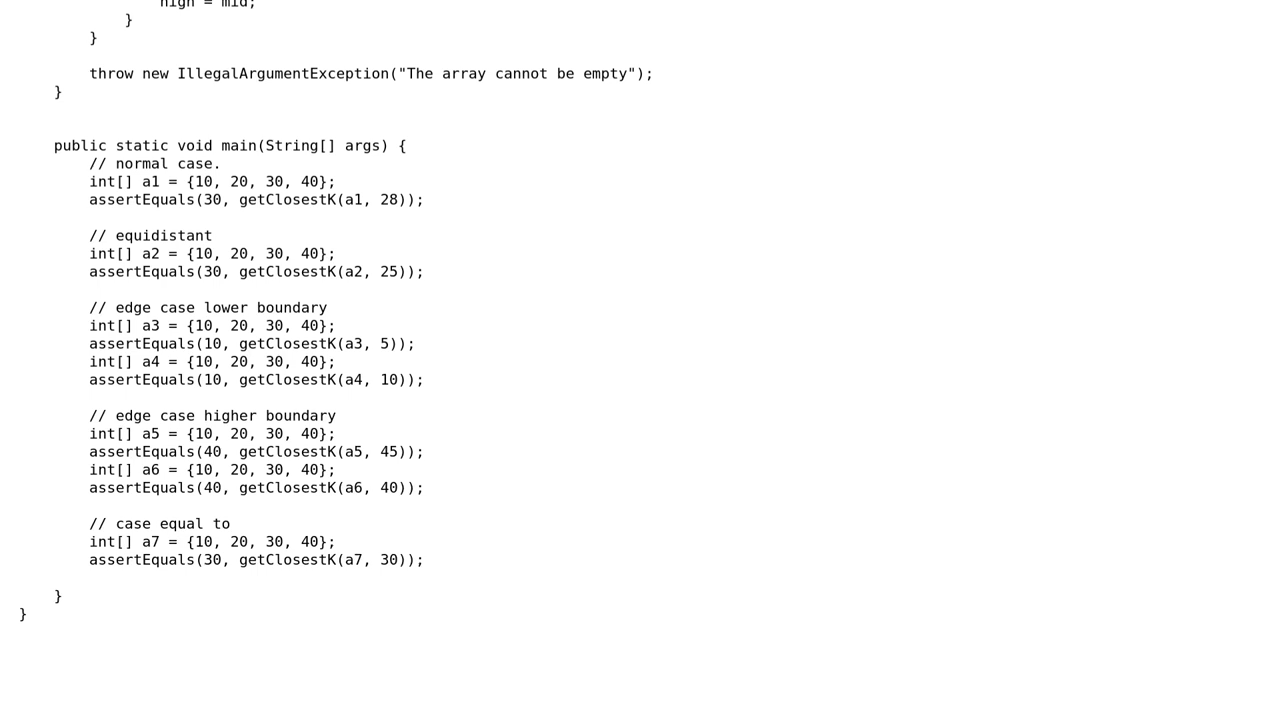 high = mid;
}
}
throw new IllegalArgumentException("The array cannot be empty");
}
public static void main(String[] args) {
// normal case.
int[] a1 = {10, 20, 30, 40};
assertEquals(30, getClosestK(a1, 28));
// equidistant
int[] a2 = {10, 20, 30, 40};
assertEquals(30, getClosestK(a2, 25));
// edge case lower boundary
int[] a3 = {10, 20, 30, 40};
assertEquals(10, getClosestK(a3, 5));
int[] a4 = {10, 20, 30, 40};
assertEquals(10, getClosestK(a4, 10));
// edge case higher boundary
int[] a5 = {10, 20, 30, 40};
assertEquals(40, getClosestK(a5, 45));
int[] a6 = {10, 20, 30, 40};
assertEquals(40, getClosestK(a6, 40));
// case equal to
int[] a7 = {10, 20, 30, 40};
assertEquals(30, getClosestK(a7, 30));
}
}